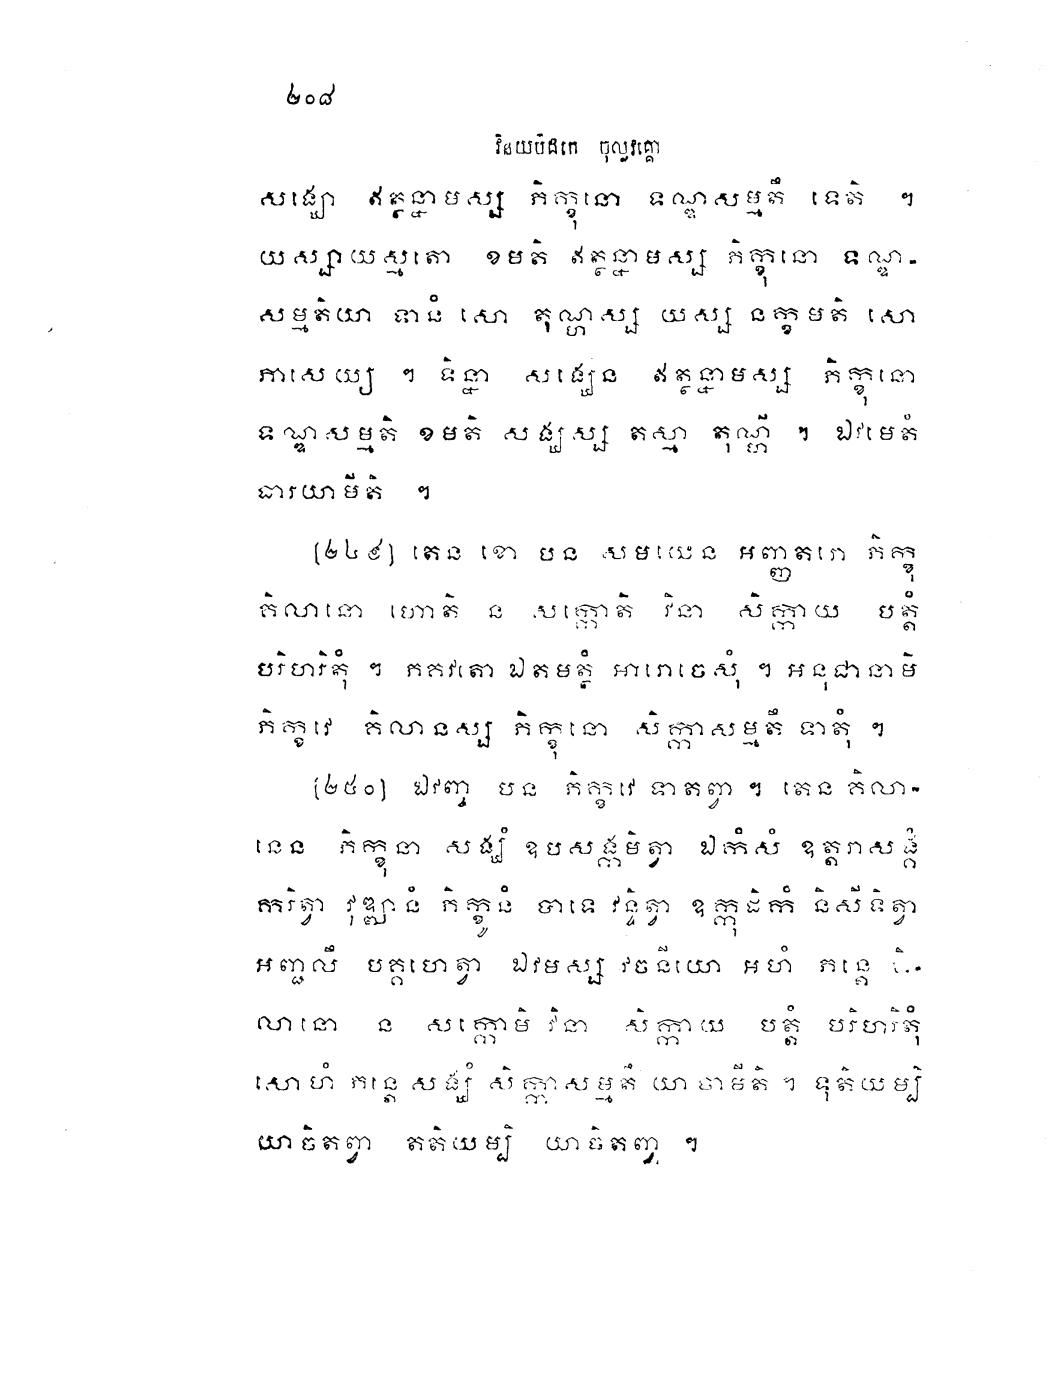 ២០៨
វិនយបិដកេ ចុល្លវគ្គោ
សង្ឃោ ឥត្ថន្នាមស្ស ភិក្ខុនោ ទណ្ឌសម្មតឹ ទេតិ ។
យស្សាយស្មតោ ខមតិ ឥត្ថន្នាមស្ស ភិក្ខុនោ ទណ្ឌ-
សម្មតិយា ទានំ សោ តុណ្ហស្ស យស្ស នក្ខមតិ សោ
ភាសេយ្យ ។ ទិន្នា សង្ឃេន ឥត្ថន្នាមស្ស ភិក្ខុនោ
ទណ្ឌសម្មតិ ខមតិ សង្ឃស្ស តស្មា តុណ្ហី ។ ឯវមេតំ
ធារយាមីតិ ។
[២៤៩] តេន ខោ បន សមយេន អញ្ញតរោ ភិក្ខុ
គិលានោ ហោតិ ន សក្កោតិ វិនា សិក្កាយ បត្តំ
បរិហរិតុំ ។ ភគវតោ ឯតមត្ថំ អារោចេសុំ ។ អនុជានាមិ
ភិក្ខវេ គិលានស្ស ភិក្ខុនោ សិក្កាសម្មតឹ ទាតុំ ។
[២៥០] ឯវញ្ច បន ភិក្ខវេ ទាតព្វា ។ តេន គិលា-
នេន ភិក្ខុនា សង្ឃំ ឧបសង្កមិត្វា ឯកំសំ ឧត្តរាសង្គំ
ករិត្វា វុឌ្ឍានំ ភិក្ខូនំ បាទេ វន្ទិត្វា ឧក្កុដិកំ និសីទិត្វា
អញ្ជលឹ បគ្គហេត្វា ឯវមស្ស វចនីយោ អហំ ភន្តេ គិ-
លានោ ន សក្កោមិ វិនា សិក្កាយ បត្តំ បរិហរិតុំ
សោហំ ភន្តេ សង្ឃំ សិក្កាសម្មតឹ យាចាមីតិ ។ ទុតិយម្បិ
យាចិតព្វា តតិយម្បិ យាចិតព្វា ។